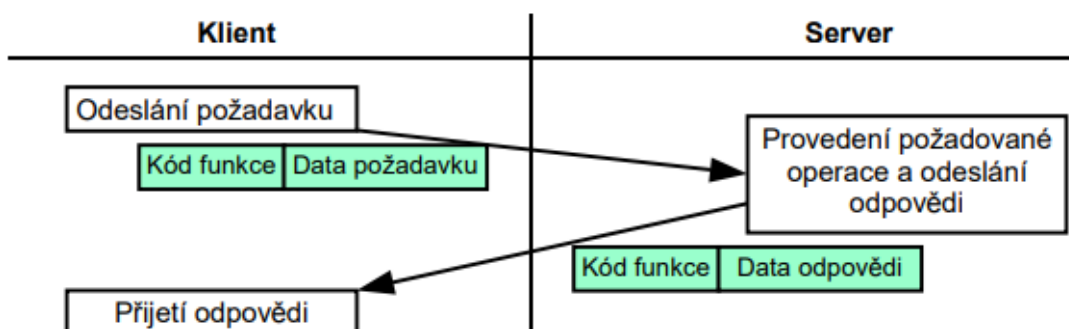 Klient
Server
Odeslání požadavku
Kód funkce
Data požadavku
Provedení požadované
operace a odeslání
odpovědi
Kód funkce
Data odpovědi
Přijetí odpovědi